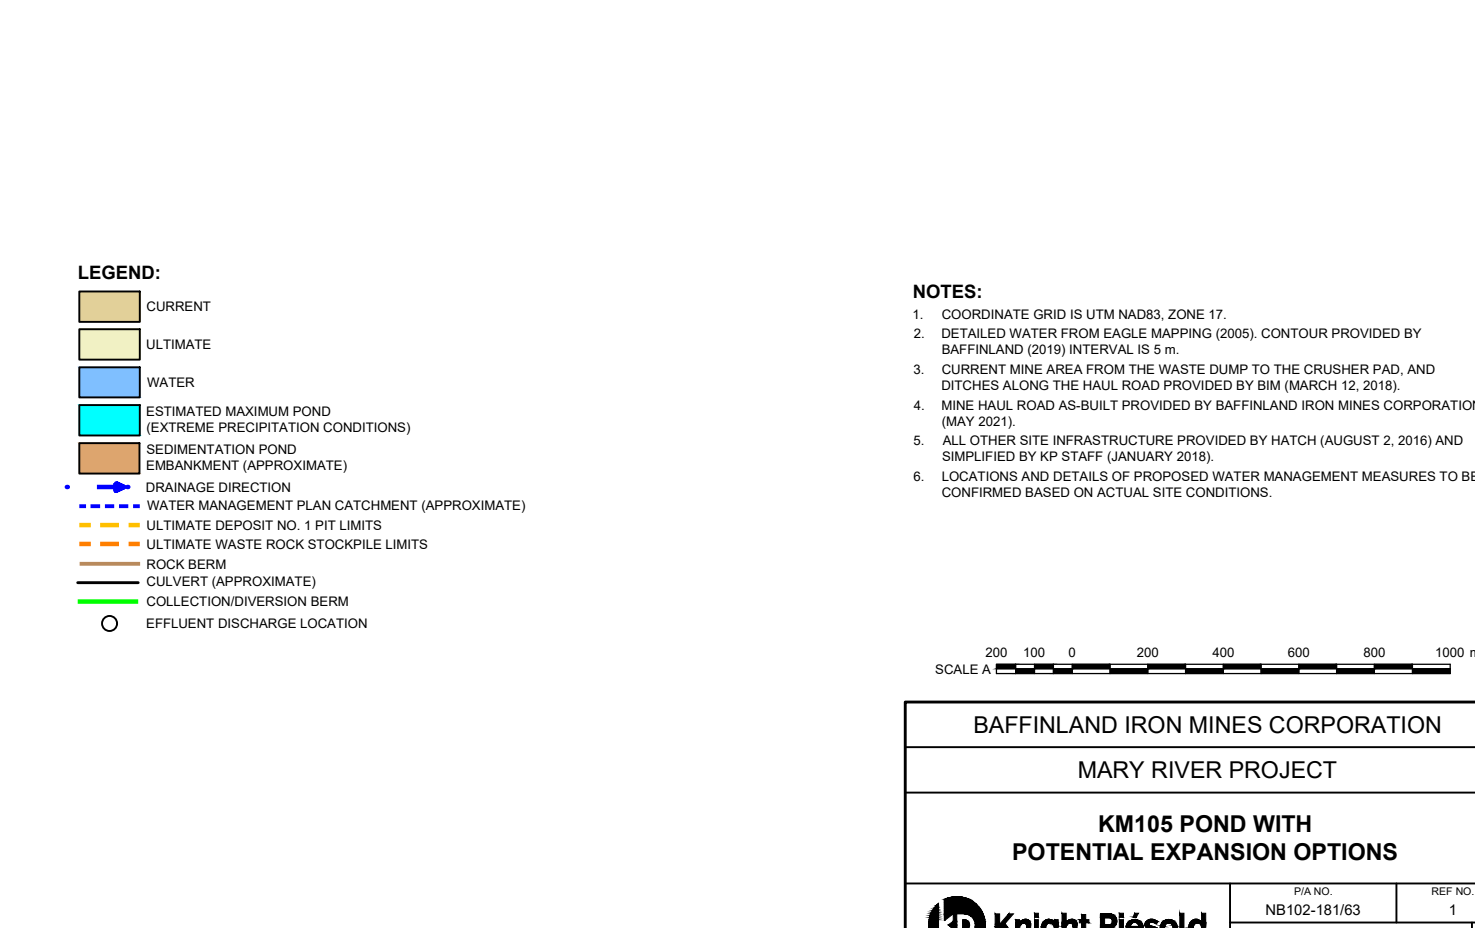 LEGEND:
CURRENT
ULTIMATE
WATER
ESTIMATED MAXIMUM POND
(EXTREME PRECIPITATION CONDITIONS)
SEDIMENTATION POND
EMBANKMENT (APPROXIMATE)
DRAINAGE DIRECTION
WATER MANAGEMENT PLAN CATCHMENT (APPROXIMATE)
ULTIMATE DEPOSIT NO. 1 PIT LIMITS
ULTIMATE WASTE ROCK STOCKPILE LIMITS
ROCK BERM
CULVERT (APPROXIMATE)
COLLECTION/DIVERSION BERM
EFFLUENT DISCHARGE LOCATION
NOTES:
1. COORDINATE GRID IS UTM NAD83, ZONE 17.
2. DETAILED WATER FROM EAGLE MAPPING (2005). CONTOUR PROVIDED BY
BAFFINLAND (2019) INTERVAL IS 5 m.
3. CURRENT MINE AREA FROM THE WASTE DUMP TO THE CRUSHER PAD, AND
DITCHES ALONG THE HAUL ROAD PROVIDED BY BIM (MARCH 12, 2018).
4. MINE HAUL ROAD AS-BUILT PROVIDED BY BAFFINLAND IRON MINES CORPORATION
(MAY 2021).
5. ALL OTHER SITE INFRASTRUCTURE PROVIDED BY HATCH (AUGUST 2, 2016) AND
SIMPLIFIED BY KP STAFF (JANUARY 2018).
6. LOCATIONS AND DETAILS OF PROPOSED WATER MANAGEMENT MEASURES TO BE
CONFIRMED BASED ON ACTUAL SITE CONDITIONS.
200 100 0 200 400 600 800 1000 m
SCALE A
BAFFINLAND IRON MINES CORPORATION
MARY RIVER PROJECT
KM105 POND WITH
POTENTIAL EXPANSION OPTIONS
P/A NO.
NB102-181/63
REF NO.
1
Knight Piésold